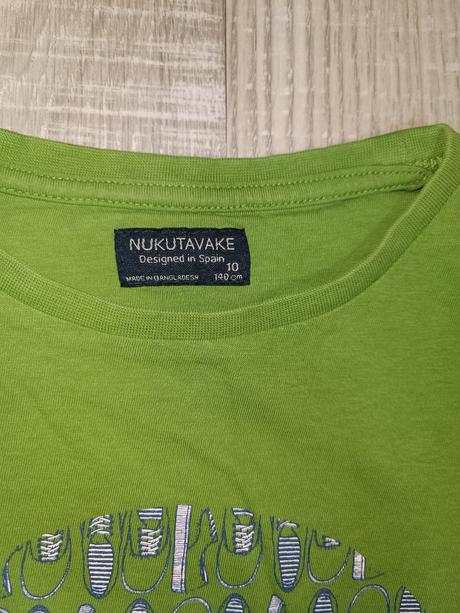 NUKUTAVAKE
Designed in Spain
10
MADE IN BANGLADESH 140 cm